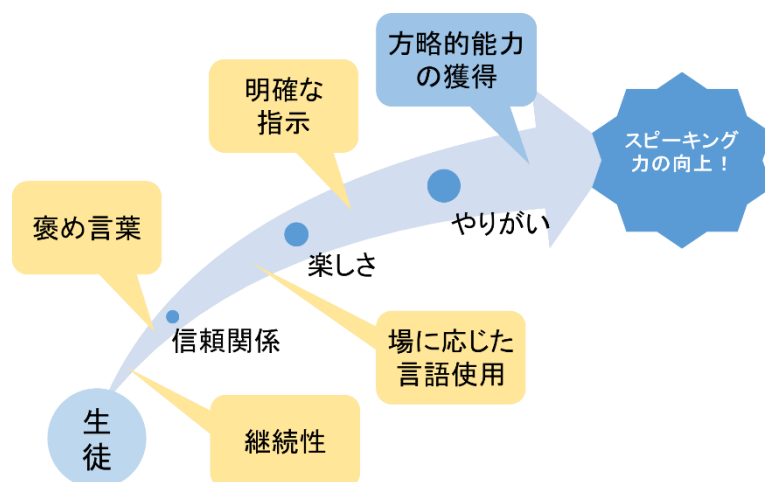 方略的能力
の獲得
明確な
指示
スピーキング
力の向上！
褒め言葉
やりがい
楽しさ
信頼関係
場に応じた
言語使用
生
徒
継続性